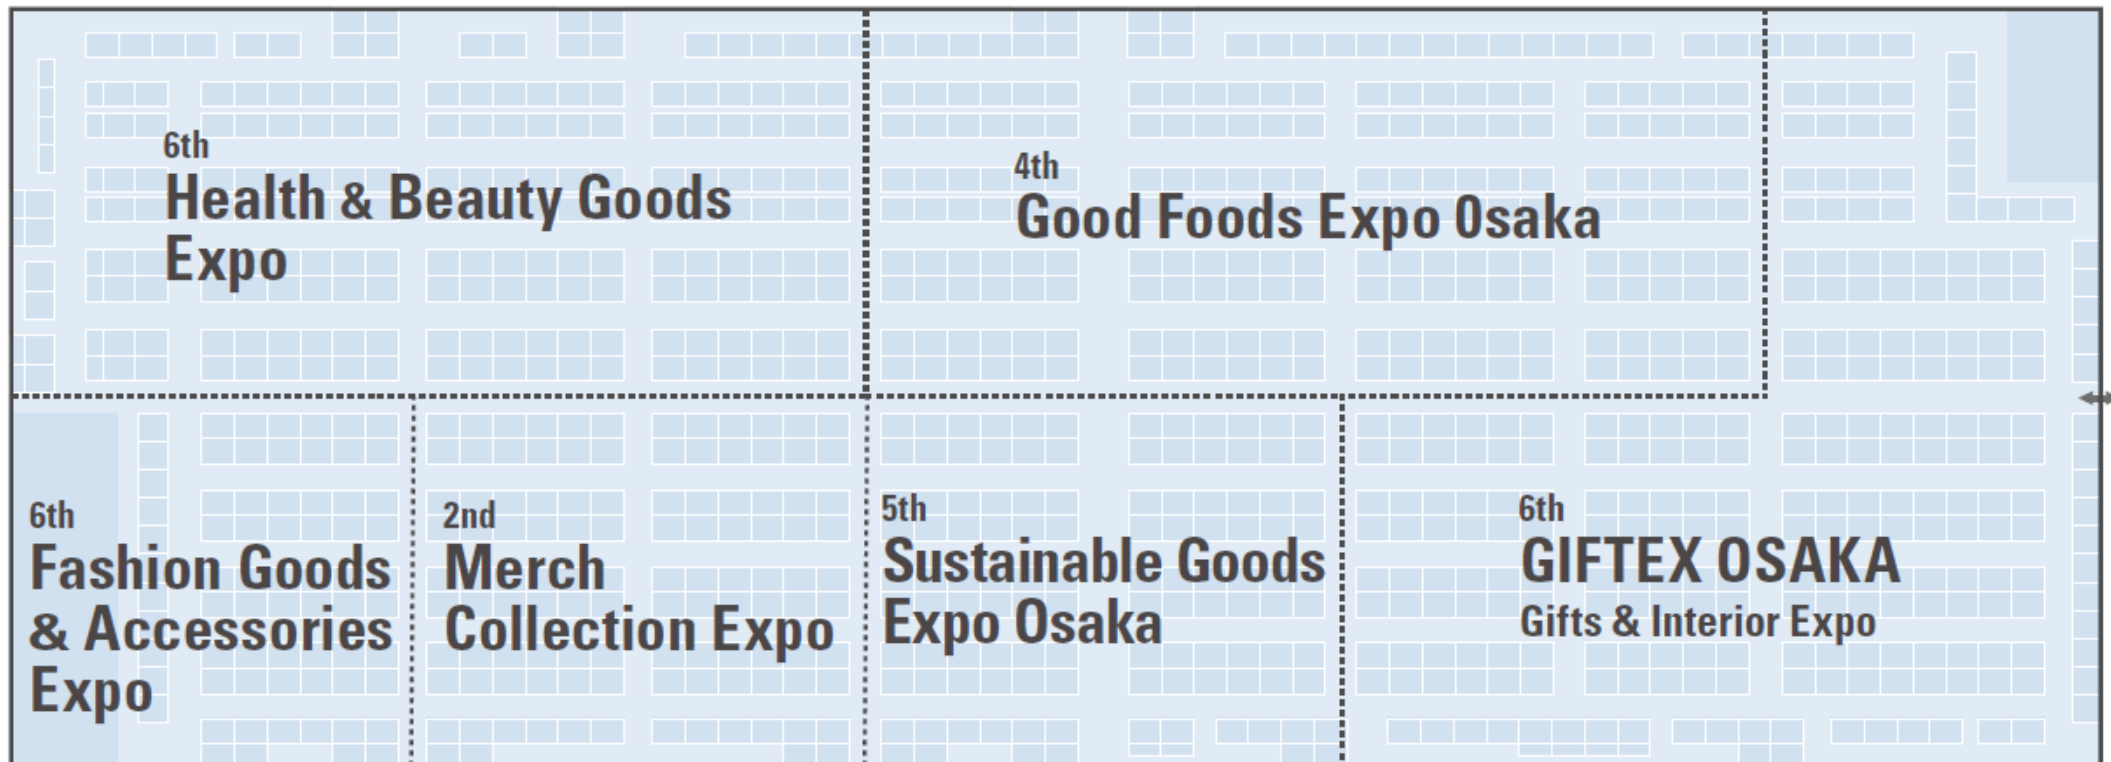 6th
Health & Beauty Goods
Expo
4th
Good Foods Expo Osaka
6th
Fashion Goods
& Accessories
Expo
2nd
Merch
Collection Expo
5th
Sustainable Goods
Expo Osaka
6th
GIFTEX OSAKA
Gifts & Interior Expo